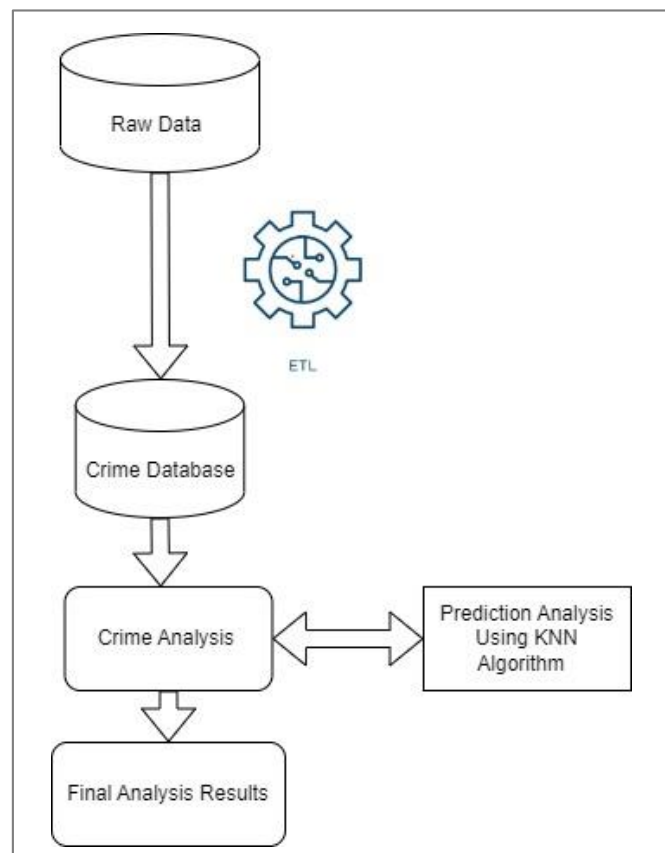 Raw Data
ETL
Crime Database
Crime Analysis
Prediction Analysis
Using KNN
Algorithm
Final Analysis Results